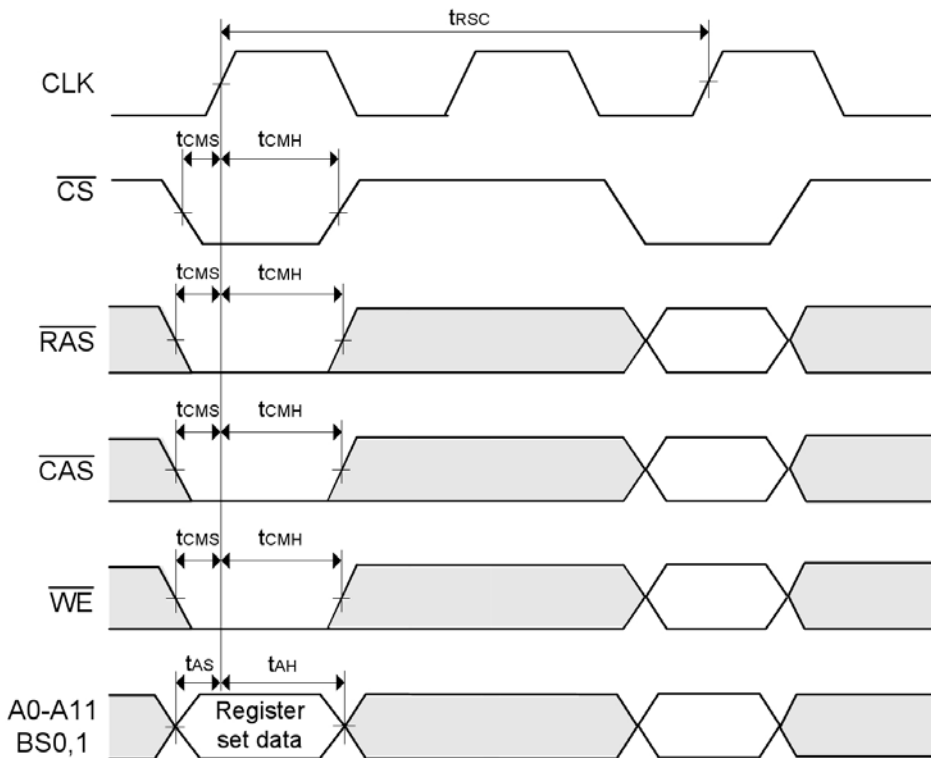 tRSC
CLK
tCMS tCMH
CS
tCMS tCMH
RAS
tCMS tCMH
CAS
tCMS tCMH
WE
tAS tAH
A0-A11
BS0,1
Register
set data